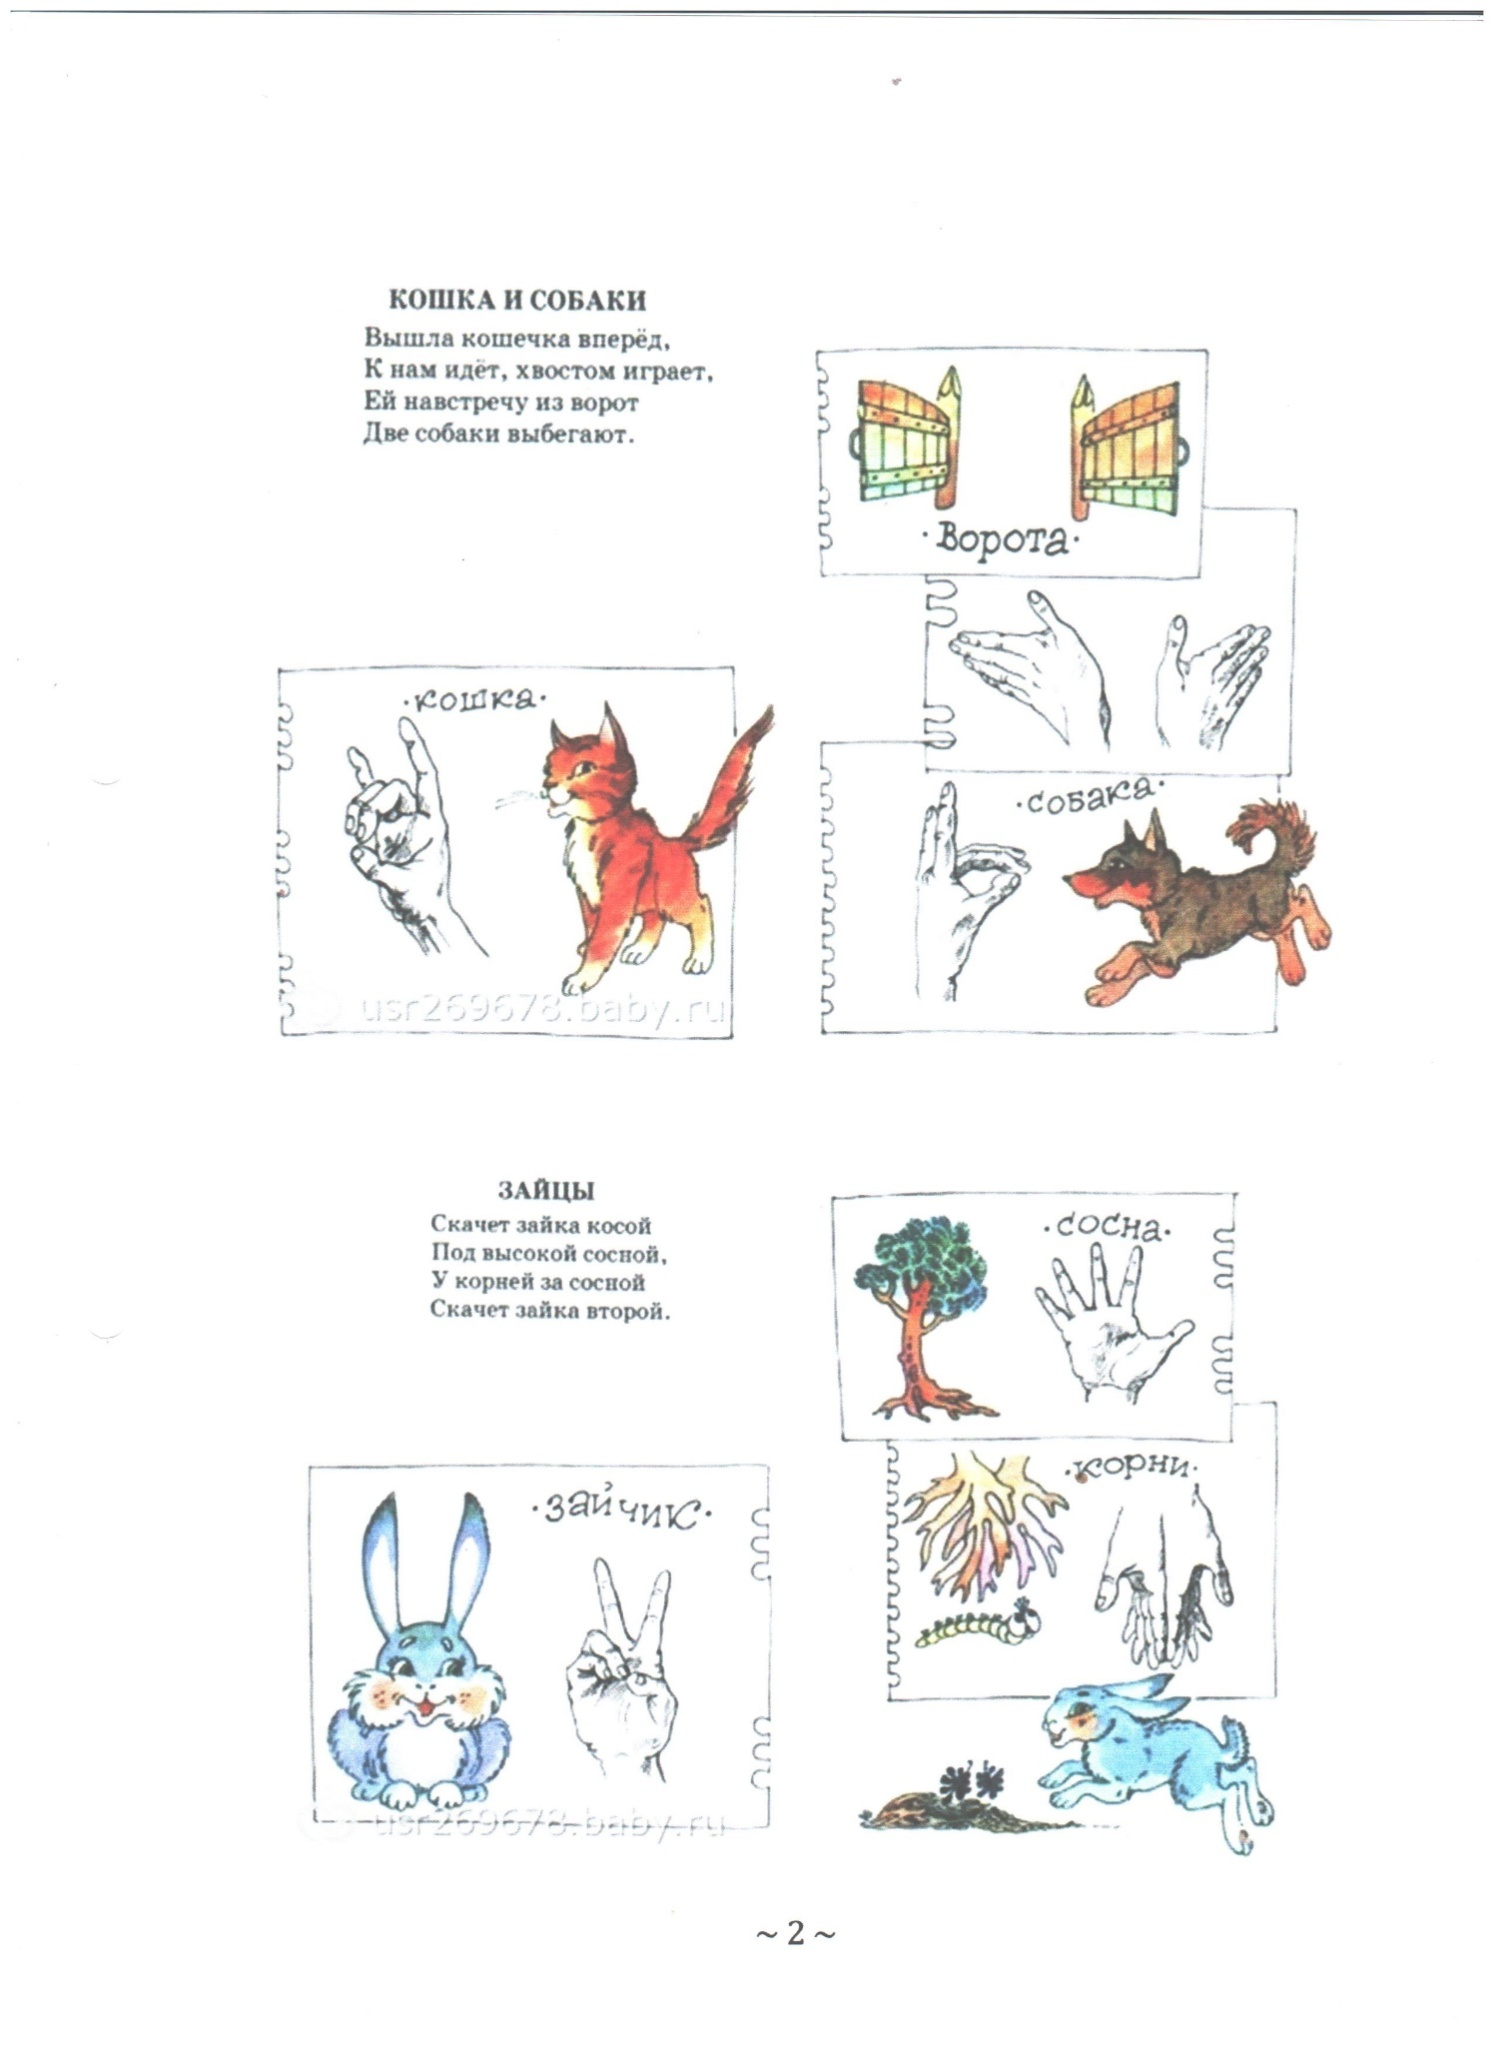 КОШКА И СОБАКИ
Вышла кошечка вперёд,
К нам идёт, хвостом играет,
Ей навстречу из ворот
Две собаки выбегают.
·Ворота·
·кошка·
·собака·
usr269678.baby.ru
ЗАЙЦЫ
Скачет зайка косой
Под высокой сосной,
У корней за сосной
Скачет зайка второй.
·сосна·
·корни·
·зайчик·
usr269678.baby.ru
~ 2 ~